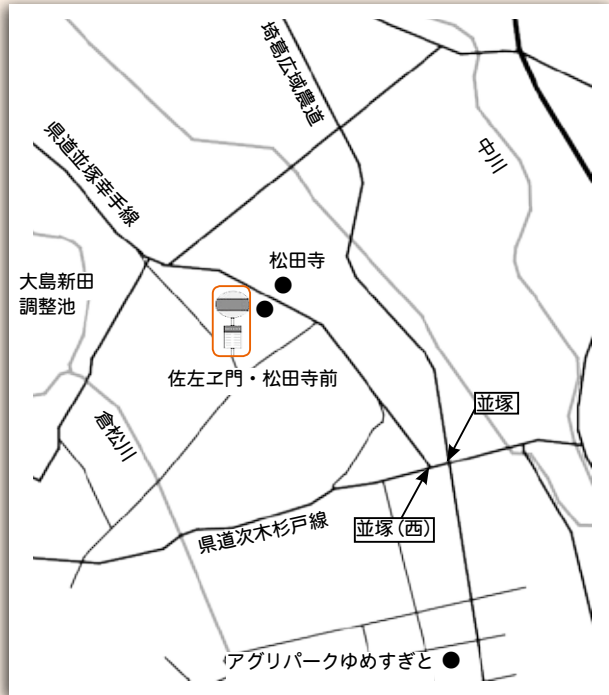 埼葛広域農道
中川
県道並塚幸手線
松田寺
大島新田
調整池
佐左ヱ門・松田寺前
並塚
倉松川
並塚(西)
県道次木杉戸線
アグリパークゆめすぎと